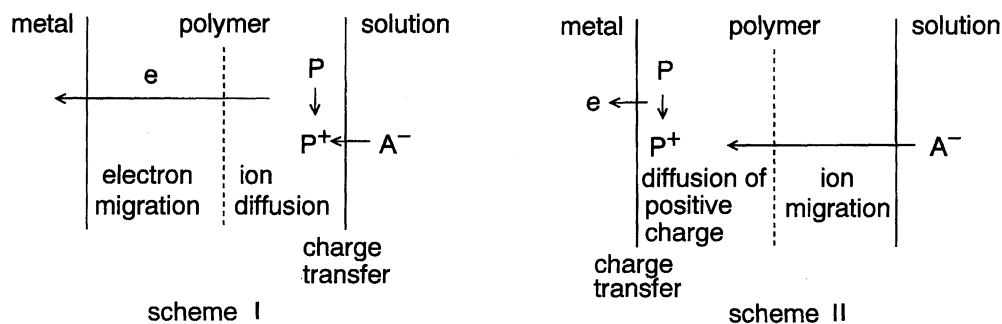 metal polymer solution
e
P
P⁺ A⁻
electron ion
migration diffusion
charge
transfer
scheme I
metal polymer solution
e P
P⁺ A⁻
diffusion of ion
positive migration
charge
charge
transfer
scheme II